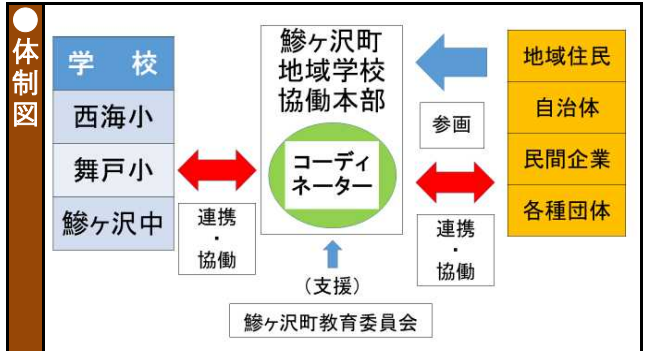 ●体制図
学 校
西海小
舞戸小
鰺ヶ沢中
連携
・
協働
鰺ヶ沢町
地域学校
協働本部
コーディ
ネーター
(支援)
鰺ヶ沢町教育委員会
参画
連携
・
協働
地域住民
自治体
民間企業
各種団体